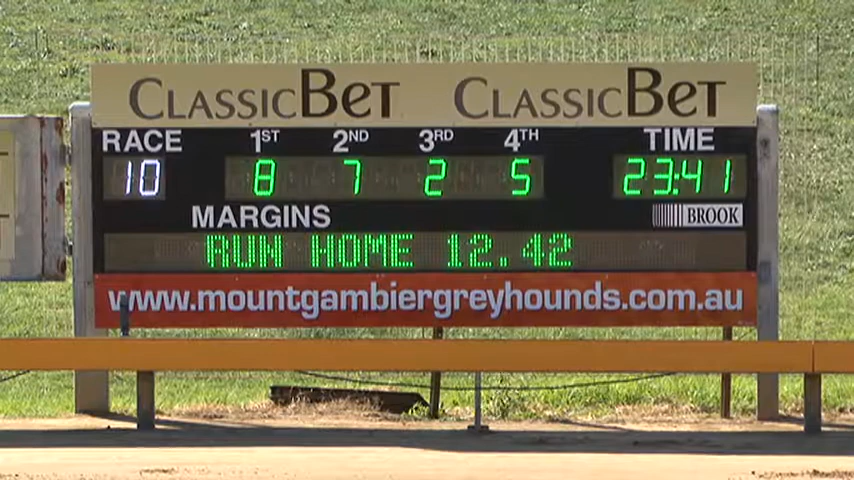 CLASSICBET CLASSICBET
RACE 1ST 2ND 3RD 4TH TIME
10 8 7 2 5 23:41
MARGINS BROOK
RUN HOME 12.42
www.mountgambiergreyhounds.com.au